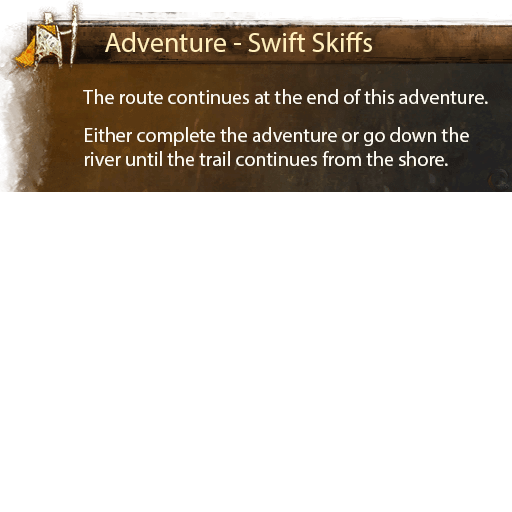 Adventure - Swift Skiffs
The route continues at the end of this adventure.
Either complete the adventure or go down the
river until the trail continues from the shore.